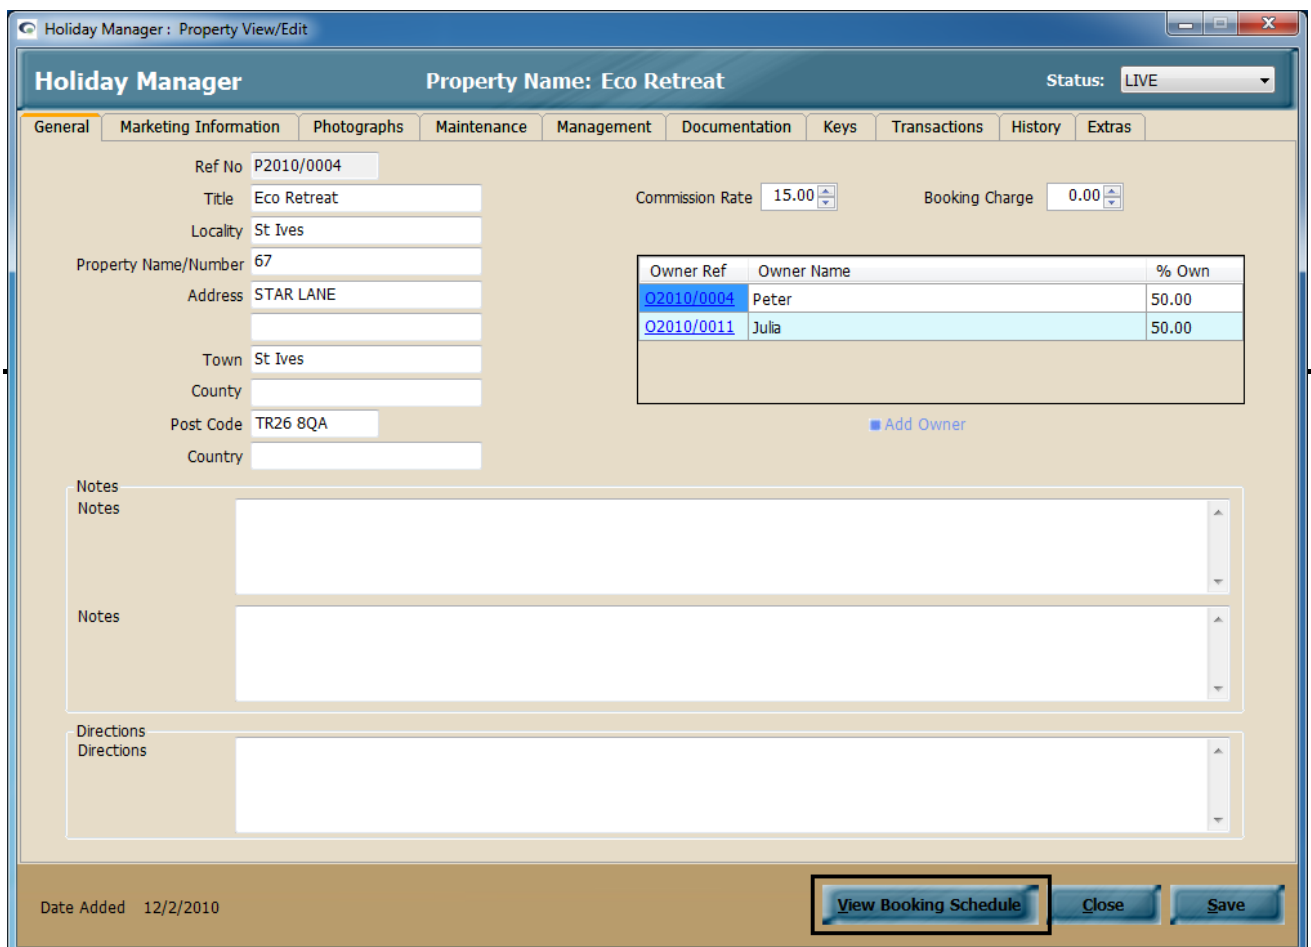 Holiday Manager : Property View/Edit
Holiday Manager Property Name: Eco Retreat Status: LIVE
General Marketing Information Photographs Maintenance Management Documentation Keys Transactions History Extras
Ref No P2010/0004
Title Eco Retreat Commission Rate 15.00 Booking Charge 0.00
Locality St Ives
Property Name/Number 67
Owner Ref Owner Name % Own
Address STAR LANE
O2010/0004 Peter 50.00
O2010/0011 Julia 50.00
Town St Ives
County
Post Code TR26 8QA
Add Owner
Country
Notes
Notes
Notes
Directions
Directions
Date Added 12/2/2010 View Booking Schedule Close Save